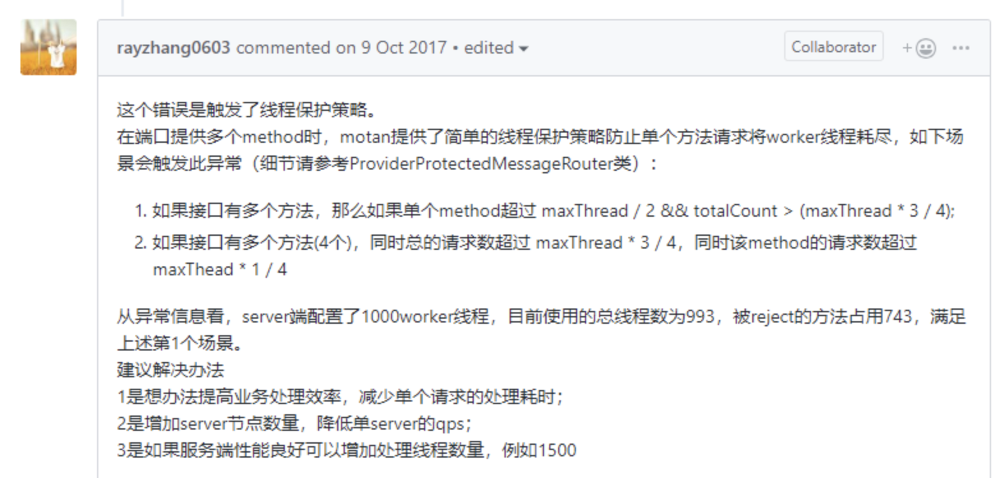 rayzhang0603 commented on 9 Oct 2017 • edited
Collaborator
这个错误是触发了线程保护策略。
在端口提供多个method时，motan提供了简单的线程保护策略防止单个方法请求将worker线程耗尽，如下场
景会触发此异常（细节请参考ProviderProtectedMessageRouter类）：
1. 如果接口有多个方法，那么如果单个method超过 maxThread / 2 && totalCount > (maxThread * 3 / 4);
2. 如果接口有多个方法(4个)，同时总的请求数超过 maxThread * 3 / 4，同时该method的请求数超过
maxThead * 1 / 4
从异常信息看，server端配置了1000worker线程，目前使用的总线程数为993，被reject的方法占用743，满足
上述第1个场景。
建议解决办法
1是想办法提高业务处理效率，减少单个请求的处理耗时；
2是增加server节点数量，降低单server的qps；
3是如果服务端性能良好可以增加处理线程数量，例如1500